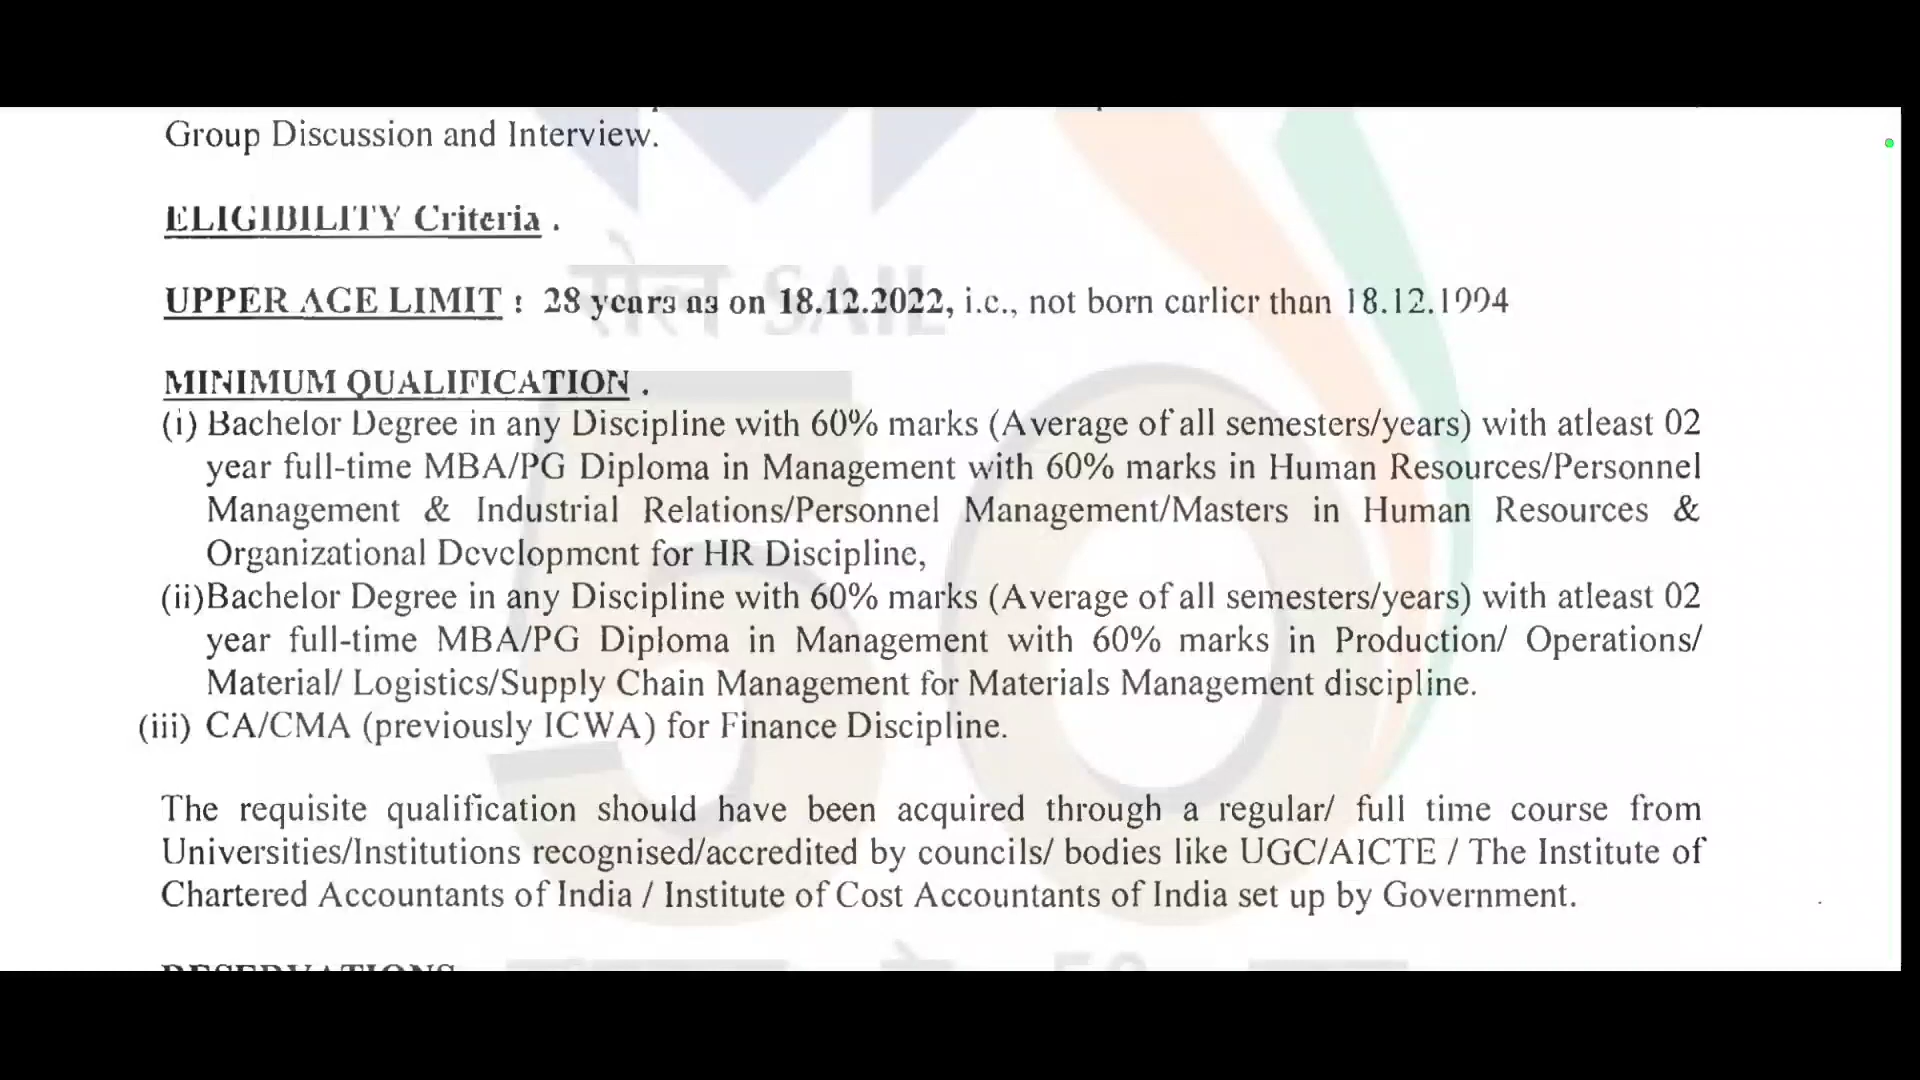 Group Discussion and Interview.
ELIGIBILITY Criteria .
UPPER AGE LIMIT : 28 years as on 18.12.2022, i.e., not born earlier than 18.12.1994
MINIMUM QUALIFICATION .
(i) Bachelor Degree in any Discipline with 60% marks (Average of all semesters/years) with atleast 02
year full-time MBA/PG Diploma in Management with 60% marks in Human Resources/Personnel
Management & Industrial Relations/Personnel Management/Masters in Human Resources &
Organizational Development for HR Discipline,
(ii)Bachelor Degree in any Discipline with 60% marks (Average of all semesters/years) with atleast 02
year full-time MBA/PG Diploma in Management with 60% marks in Production/ Operations/
Material/ Logistics/Supply Chain Management for Materials Management discipline.
(iii) CA/CMA (previously ICWA) for Finance Discipline.
The requisite qualification should have been acquired through a regular/ full time course from
Universities/Institutions recognised/accredited by councils/ bodies like UGC/AICTE / The Institute of
Chartered Accountants of India / Institute of Cost Accountants of India set up by Government.
RESERVATIONS
सेल SAIL
50